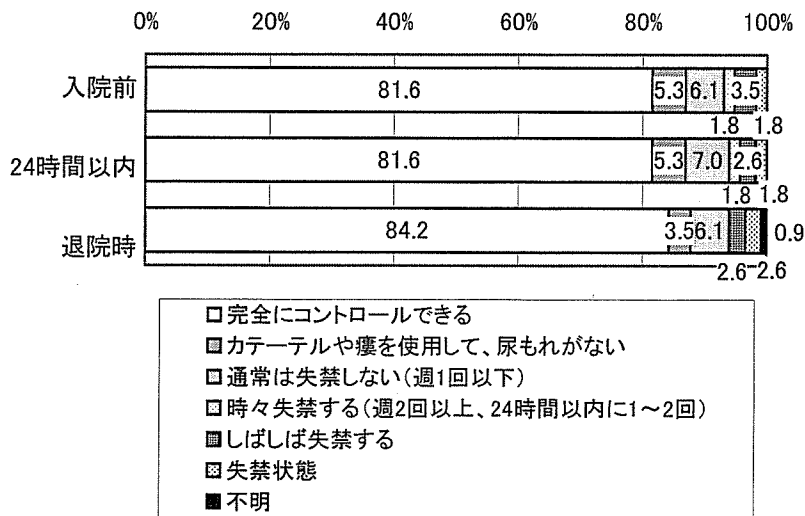 0% 20% 40% 60% 80% 100%
入院前 81.6 5.3 6.1 3.5
1.8 1.8
24時間以内 81.6 5.3 7.0 2.6
1.8 1.8
退院時 84.2 3.5 6.1 0.9
2.6 2.6
完全にコントロールできる
カテーテルや瘻を使用して、尿もれがない
通常は失禁しない(週1回以下)
時々失禁する(週2回以上、24時間以内に1～2回)
しばしば失禁する
失禁状態
不明